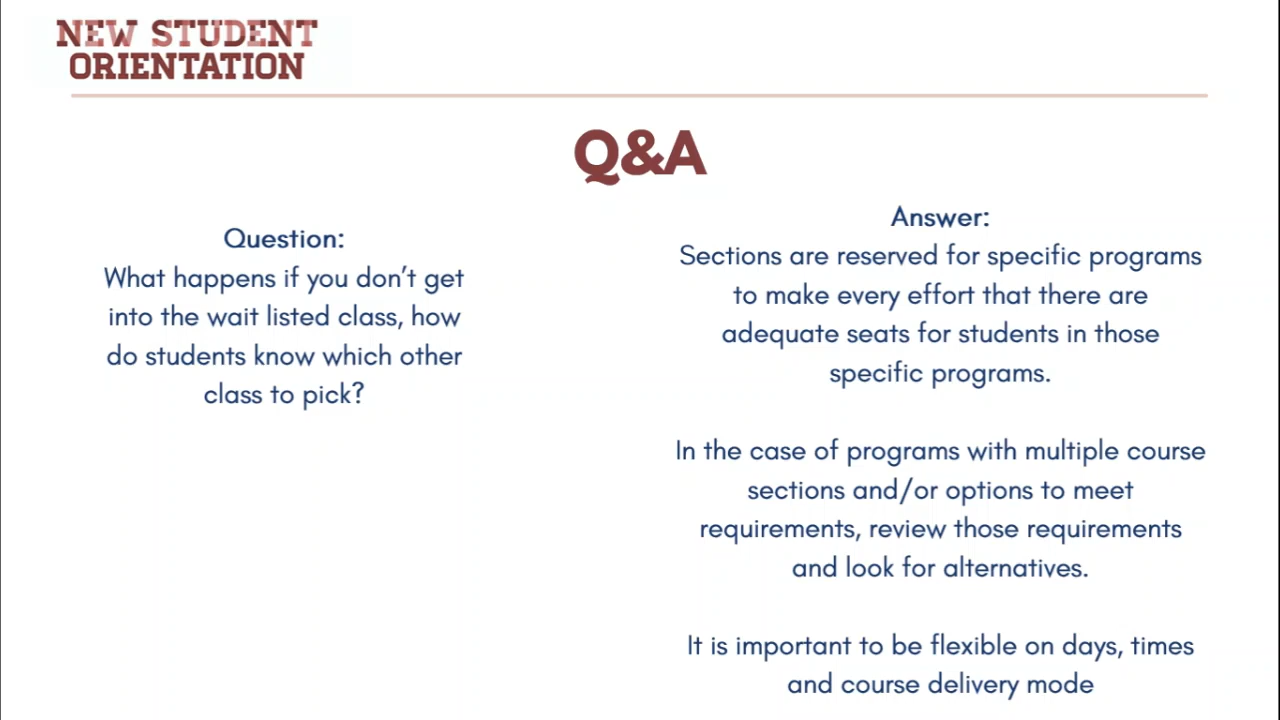 NEW STUDENT
ORIENTATION
Q&A
Question:
What happens if you don’t get
into the wait listed class, how
do students know which other
class to pick?
Answer:
Sections are reserved for specific programs
to make every effort that there are
adequate seats for students in those
specific programs.
In the case of programs with multiple course
sections and/or options to meet
requirements, review those requirements
and look for alternatives.
It is important to be flexible on days, times
and course delivery mode